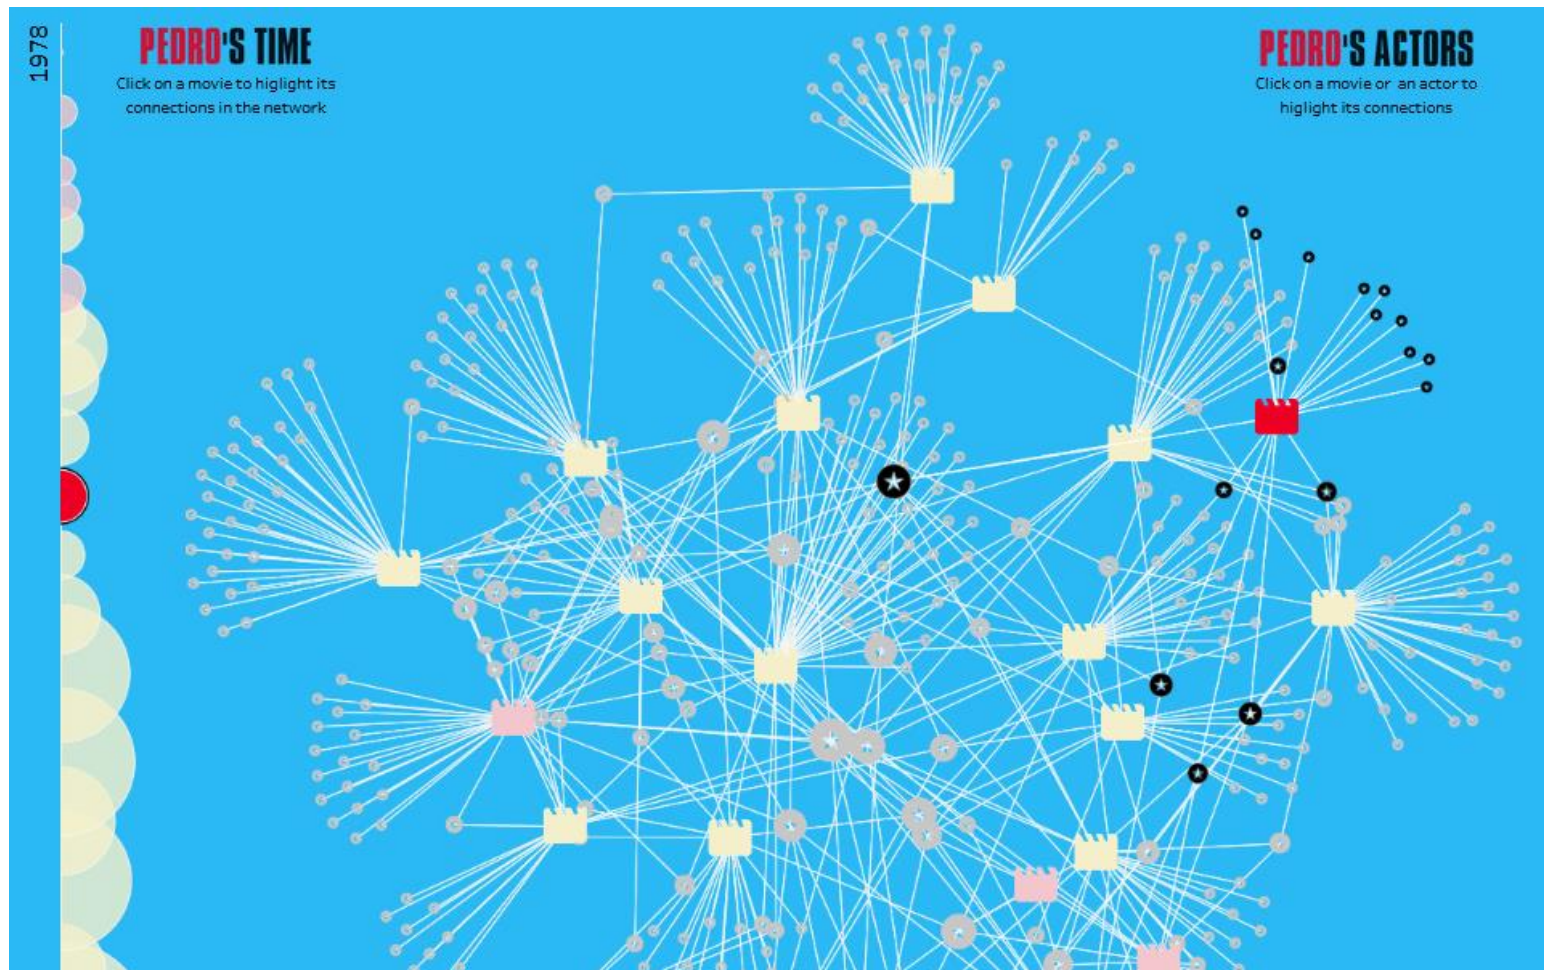 1978
PEDRO'S TIME
Click on a movie to higlight its
connections in the network
PEDRO'S ACTORS
Click on a movie or an actor to
higlight its connections